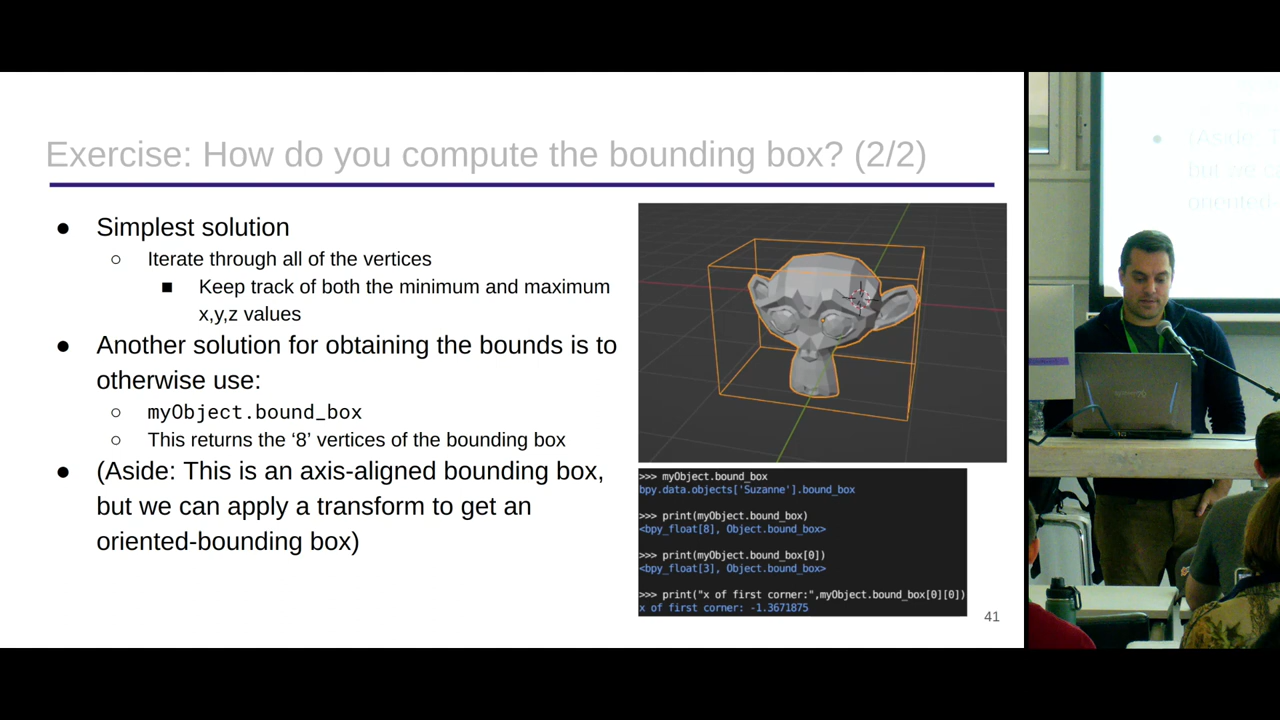 Exercise: How do you compute the bounding box? (2/2)
● Simplest solution
○ Iterate through all of the vertices
■ Keep track of both the minimum and maximum
x,y,z values
● Another solution for obtaining the bounds is to
otherwise use:
○ myObject.bound_box
○ This returns the ‘8’ vertices of the bounding box
● (Aside: This is an axis-aligned bounding box,
but we can apply a transform to get an
oriented-bounding box)
>>> myObject.bound_box
bpy.data.objects['Suzanne'].bound_box
>>> print(myObject.bound_box)
<bpy_float[8], Object.bound_box>
>>> print(myObject.bound_box[0])
<bpy_float[3], Object.bound_box>
>>> print("x of first corner:",myObject.bound_box[0][0])
x of first corner: -1.3671875
41
● (Aside: T
but we ca
oriented-